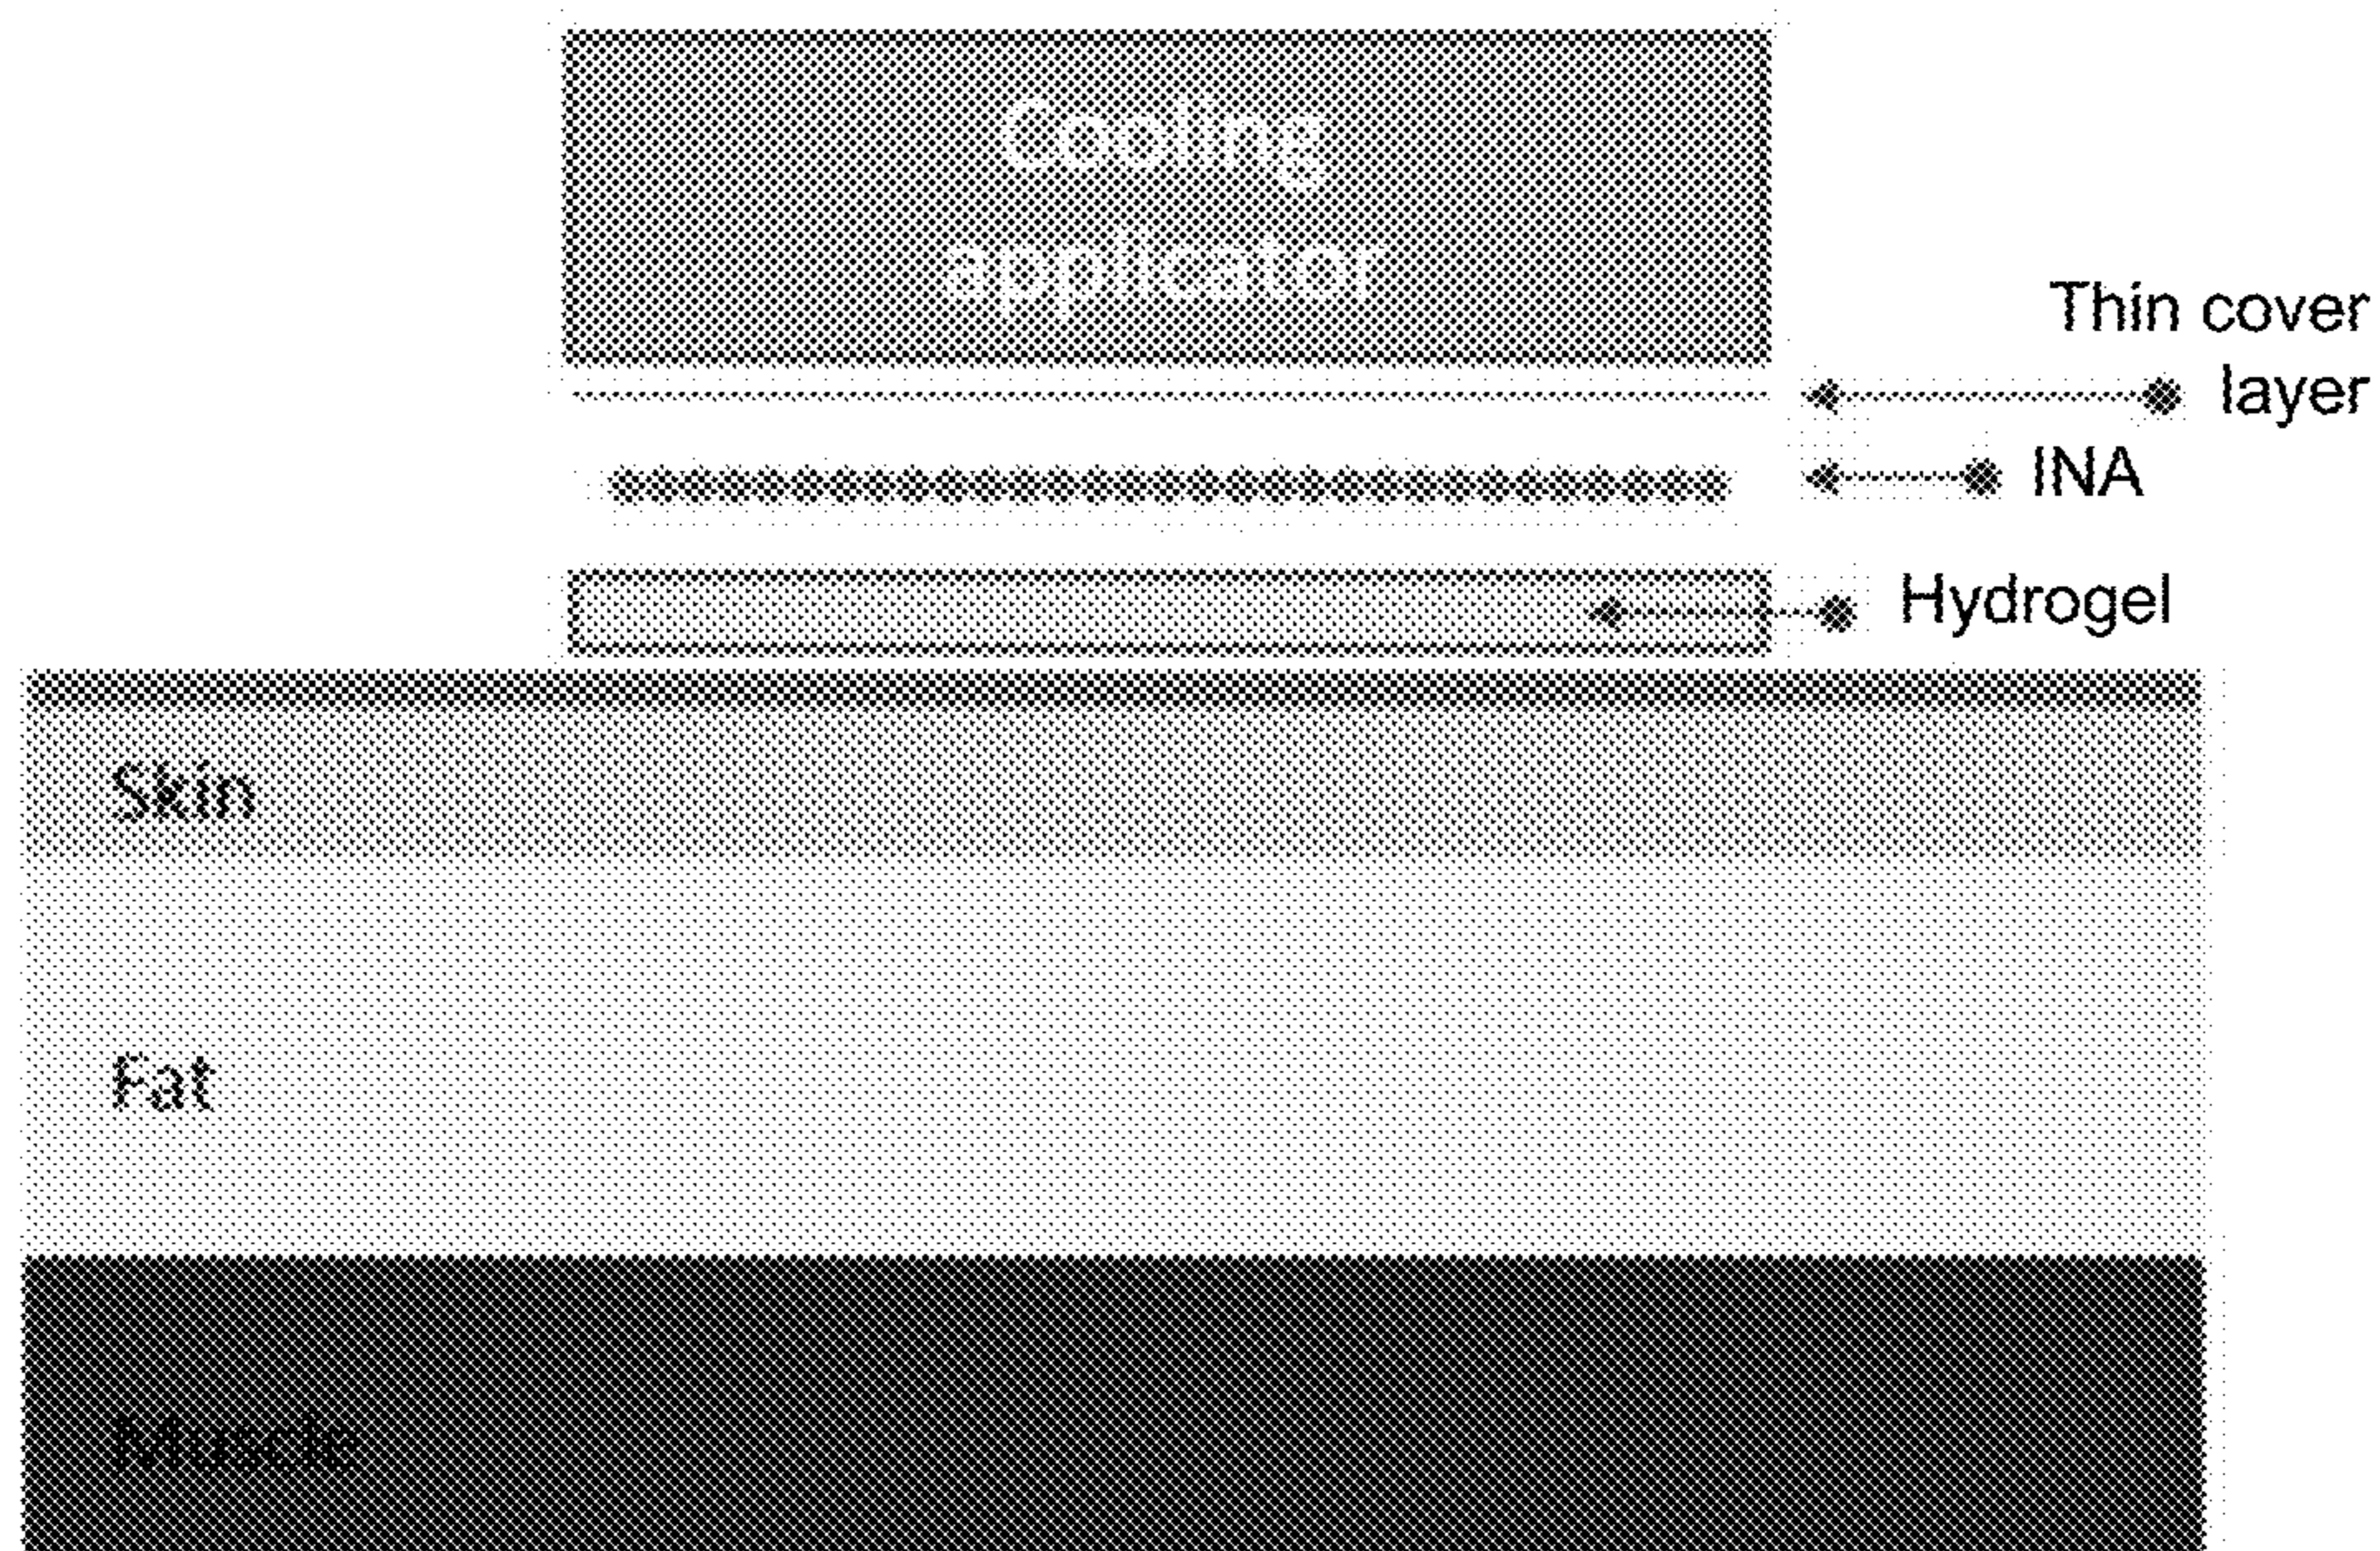 Cooling
applicator
Thin cover
layer
INA
Hydrogel
Skin
Fat
Muscle